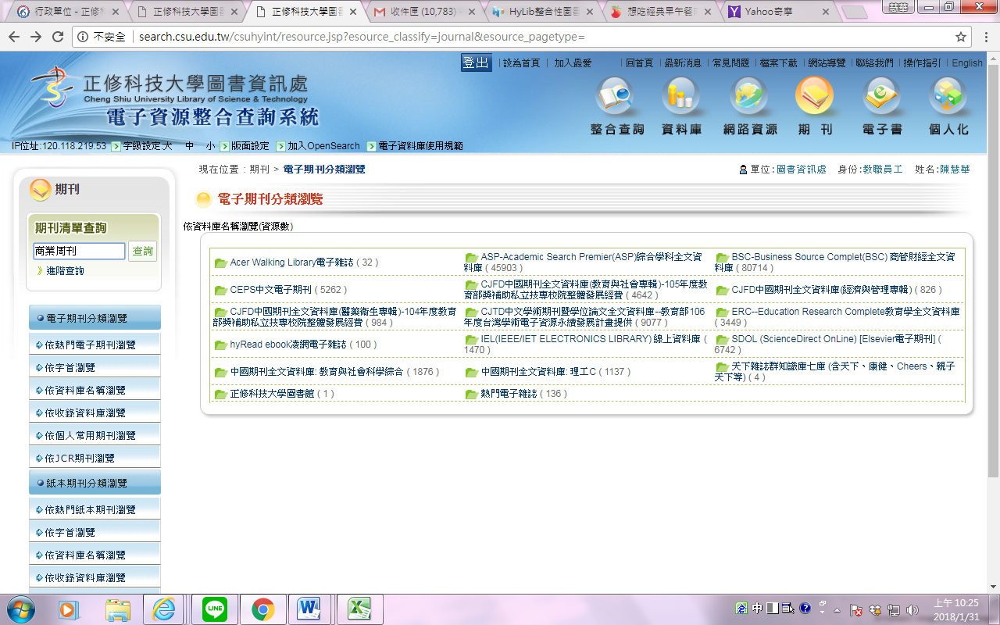 行政單位 - 正修
正修科技大學圖書
正修科技大學圖書
收件匣 (10,783) -
HyLib整合性圖書
想吃經典早午餐
Yahoo奇摩
慧華
不安全
search.csu.edu.tw/csuhyint/resource.jsp?esource_classify=journal&esource_pagetype=
登出 | 設為首頁 | 加入最愛 | 回首頁 | 最新消息 | 常見問題 | 檔案下載 | 網站導覽 | 聯絡我們 | 操作指引 | English
正修科技大學圖書資訊處
Cheng Shiu University Library of Science & Technology
電子資源整合查詢系統
整合查詢 資料庫 網路資源 期 刊 電子書 個人化
IP位址:120.118.219.53 字級設定:大 中 小 版面設定 加入OpenSearch 電子資料庫使用規範
現在位置 : 期刊 > 電子期刊分類瀏覽
單位:圖書資訊處 身份:教職員工 姓名:陳慧華
期刊
期刊清單查詢
商業周刊 查詢
進階查詢
電子期刊分類瀏覽
依熱門電子期刊瀏覽
依字首瀏覽
依資料庫名稱瀏覽
依收錄資料庫瀏覽
依個人常用期刊瀏覽
依JCR期刊瀏覽
紙本期刊分類瀏覽
依熱門紙本期刊瀏覽
依字首瀏覽
依資料庫名稱瀏覽
依收錄資料庫瀏覽
電子期刊分類瀏覽
依資料庫名稱瀏覽(資源數)
Acer Walking Library電子雜誌 ( 32 )
ASP-Academic Search Premier(ASP)綜合學科全文資
料庫 ( 45903 )
BSC-Business Source Complet(BSC) 商管財經全文資
料庫 ( 80714 )
CEPS中文電子期刊 ( 5262 )
CJFD中國期刊全文資料庫(教育與社會專輯)-105年度教
育部獎補助私立技專校院整體發展經費 ( 4642 )
CJFD中國期刊全文資料庫(經濟與管理專輯) ( 826 )
CJFD中國期刊全文資料庫(醫藥衛生專輯)-104年度教育
部獎補助私立技專校院整體發展經費 ( 984 )
CJTD中文學術期刊暨學位論文全文資料庫--教育部106
年度台灣學術電子資源永續發展計畫提供 ( 9077 )
ERC--Education Research Complete教育學全文資料庫
( 3449 )
hyRead ebook凌網電子雜誌 ( 100 )
IEL(IEEE/IET ELECTRONICS LIBRARY) 線上資料庫 (
1470 )
SDOL (ScienceDirect OnLine) [Elsevier電子期刊] (
6742 )
中國期刊全文資料庫: 教育與社會科學綜合 ( 1876 )
中國期刊全文資料庫: 理工C ( 1137 )
天下雜誌群知識庫七庫 (含天下、康健、Cheers、親子
天下等) ( 4 )
正修科技大學圖書館 ( 1 )
熱門電子雜誌 ( 136 )
LINE
中
上午 10:25
2018/1/31